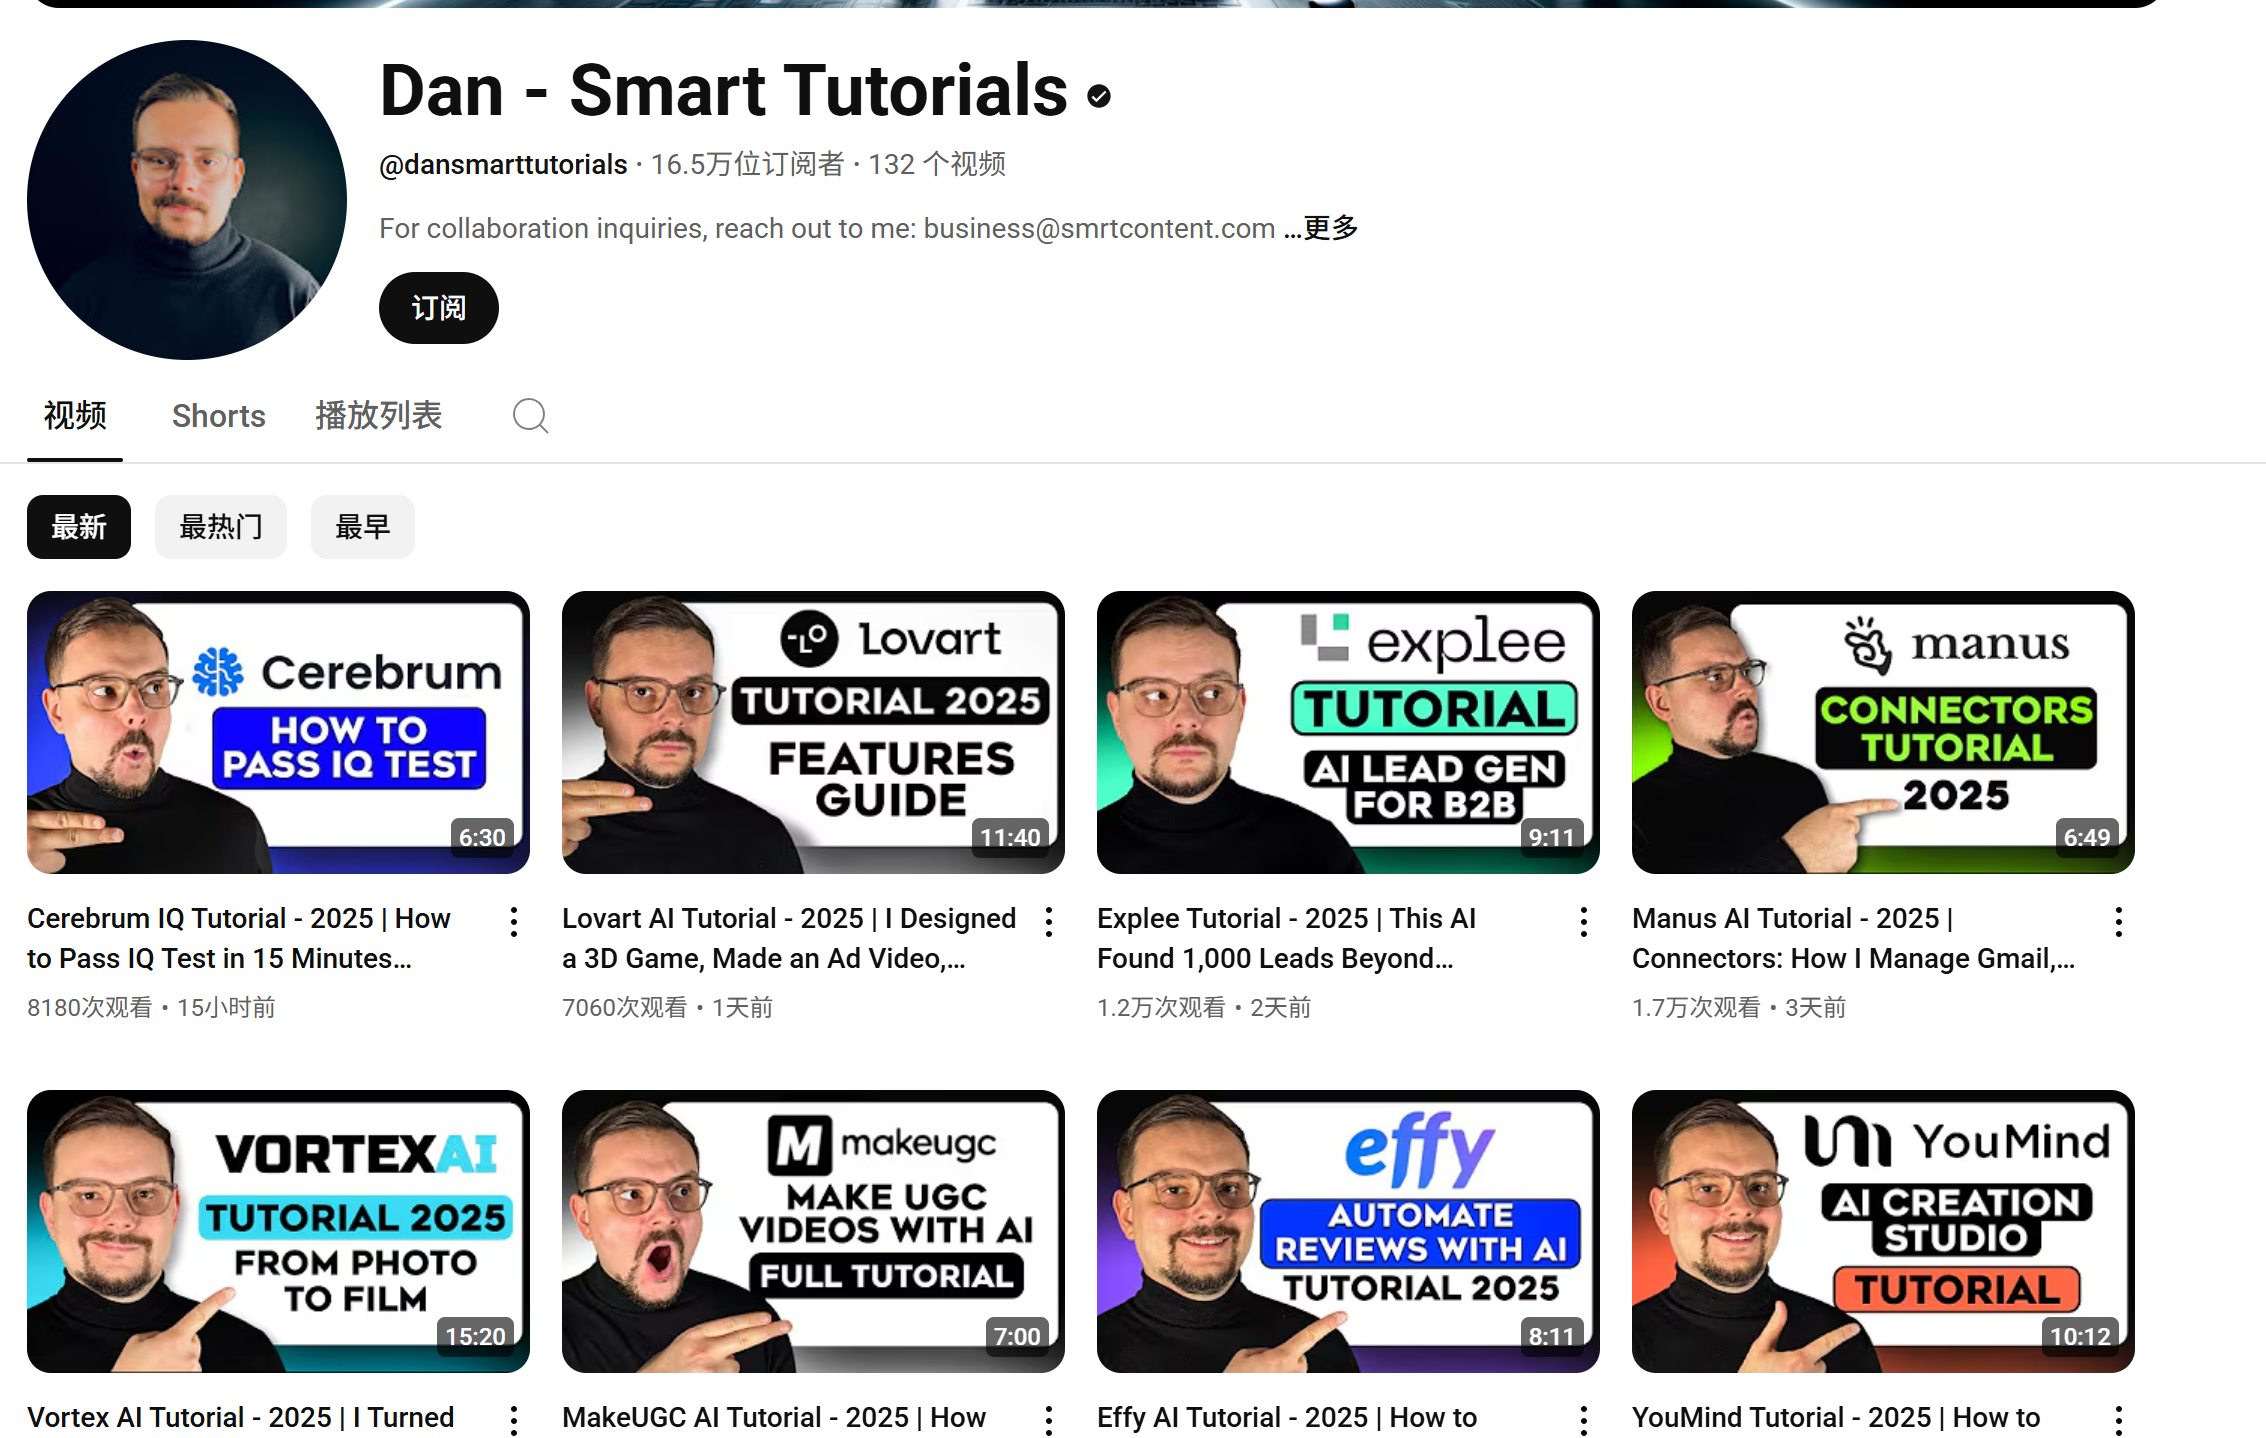 Dan - Smart Tutorials
@dansmarttutorials · 16.5万位订阅者 · 132 个视频
For collaboration inquiries, reach out to me: business@smrtcontent.com ...更多
订阅
视频 Shorts 播放列表
最新 最热门 最早
Cerebrum
HOW TO
PASS IQ TEST
6:30
Lovart
TUTORIAL 2025
FEATURES
GUIDE
11:40
explee
TUTORIAL
AI LEAD GEN
FOR B2B
9:11
manus
CONNECTORS
TUTORIAL
2025
6:49
Cerebrum IQ Tutorial - 2025 | How
to Pass IQ Test in 15 Minutes...
8180次观看 • 15小时前
Lovart AI Tutorial - 2025 | I Designed
a 3D Game, Made an Ad Video,...
7060次观看 • 1天前
Explee Tutorial - 2025 | This AI
Found 1,000 Leads Beyond...
1.2万次观看 • 2天前
Manus AI Tutorial - 2025 |
Connectors: How I Manage Gmail,...
1.7万次观看 • 3天前
VORTEXAI
TUTORIAL 2025
FROM PHOTO
TO FILM
15:20
M makeugc
MAKE UGC
VIDEOS WITH AI
FULL TUTORIAL
7:00
effy
AUTOMATE
REVIEWS WITH AI
TUTORIAL 2025
8:11
YouMind
AI CREATION
STUDIO
TUTORIAL
10:12
Vortex AI Tutorial - 2025 | I Turned
MakeUGC AI Tutorial - 2025 | How
Effy AI Tutorial - 2025 | How to
YouMind Tutorial - 2025 | How to